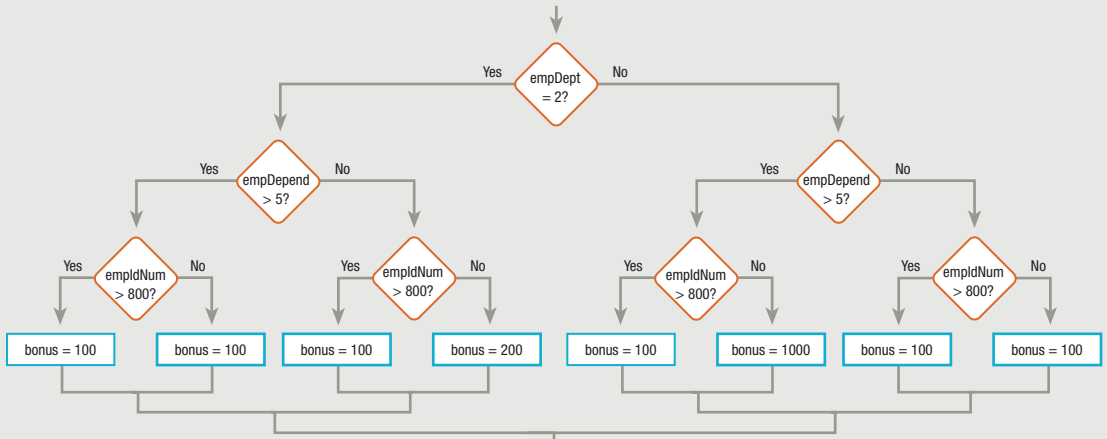 Yes
empDept
= 2?
No
Yes
empDepend
> 5?
No
Yes
empDepend
> 5?
No
Yes
empIdNum
> 800?
No
Yes
empIdNum
> 800?
No
Yes
empIdNum
> 800?
No
Yes
empIdNum
> 800?
No
bonus = 100
bonus = 100
bonus = 100
bonus = 200
bonus = 100
bonus = 1000
bonus = 100
bonus = 100